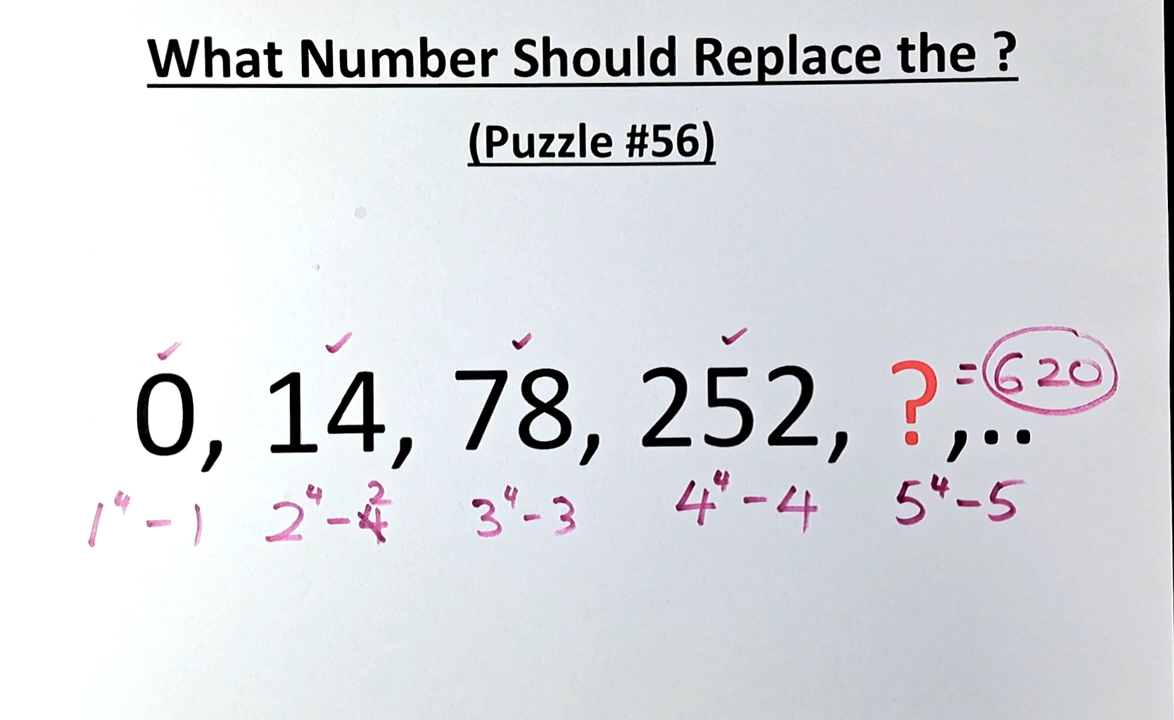 What Number Should Replace the ?
(Puzzle #56)
0, 14, 78, 252, ?,.. = 620
1⁴ - 1 2⁴ - 2 3⁴ - 3 4⁴ - 4 5⁴ - 5